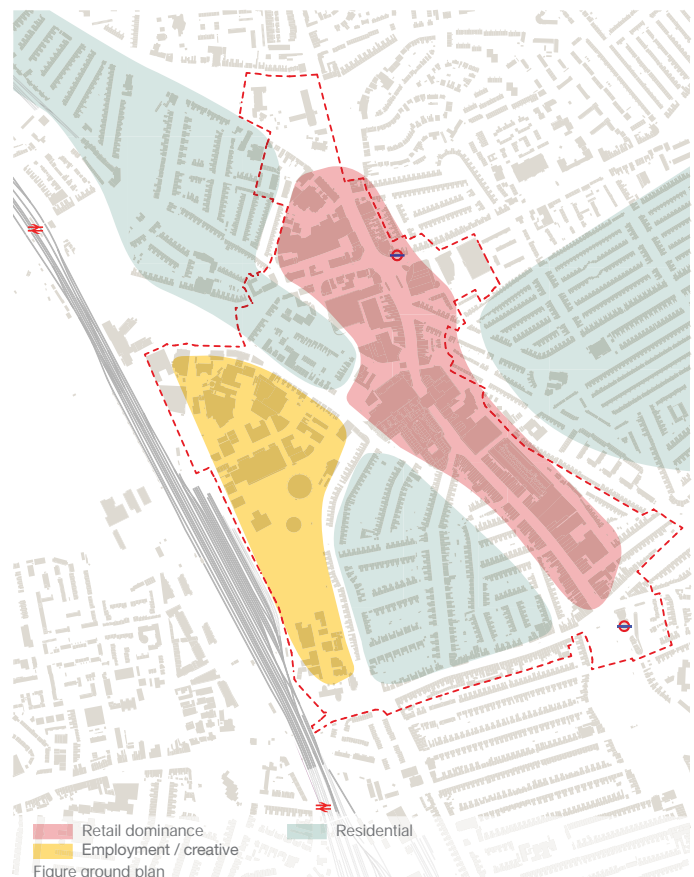 Retail dominance
Residential
Employment / creative
Figure ground plan